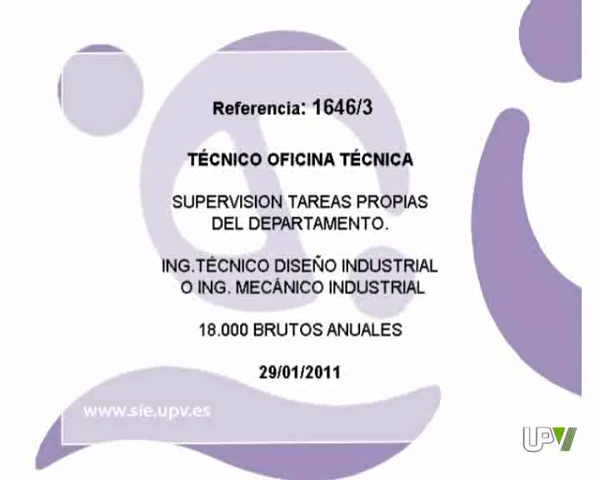 Referencia: 1646/3
TÉCNICO OFICINA TÉCNICA
SUPERVISION TAREAS PROPIAS
DEL DEPARTAMENTO.
ING.TÉCNICO DISEÑO INDUSTRIAL
O ING. MECÁNICO INDUSTRIAL
18.000 BRUTOS ANUALES
29/01/2011
www.sie.upv.es
UPV